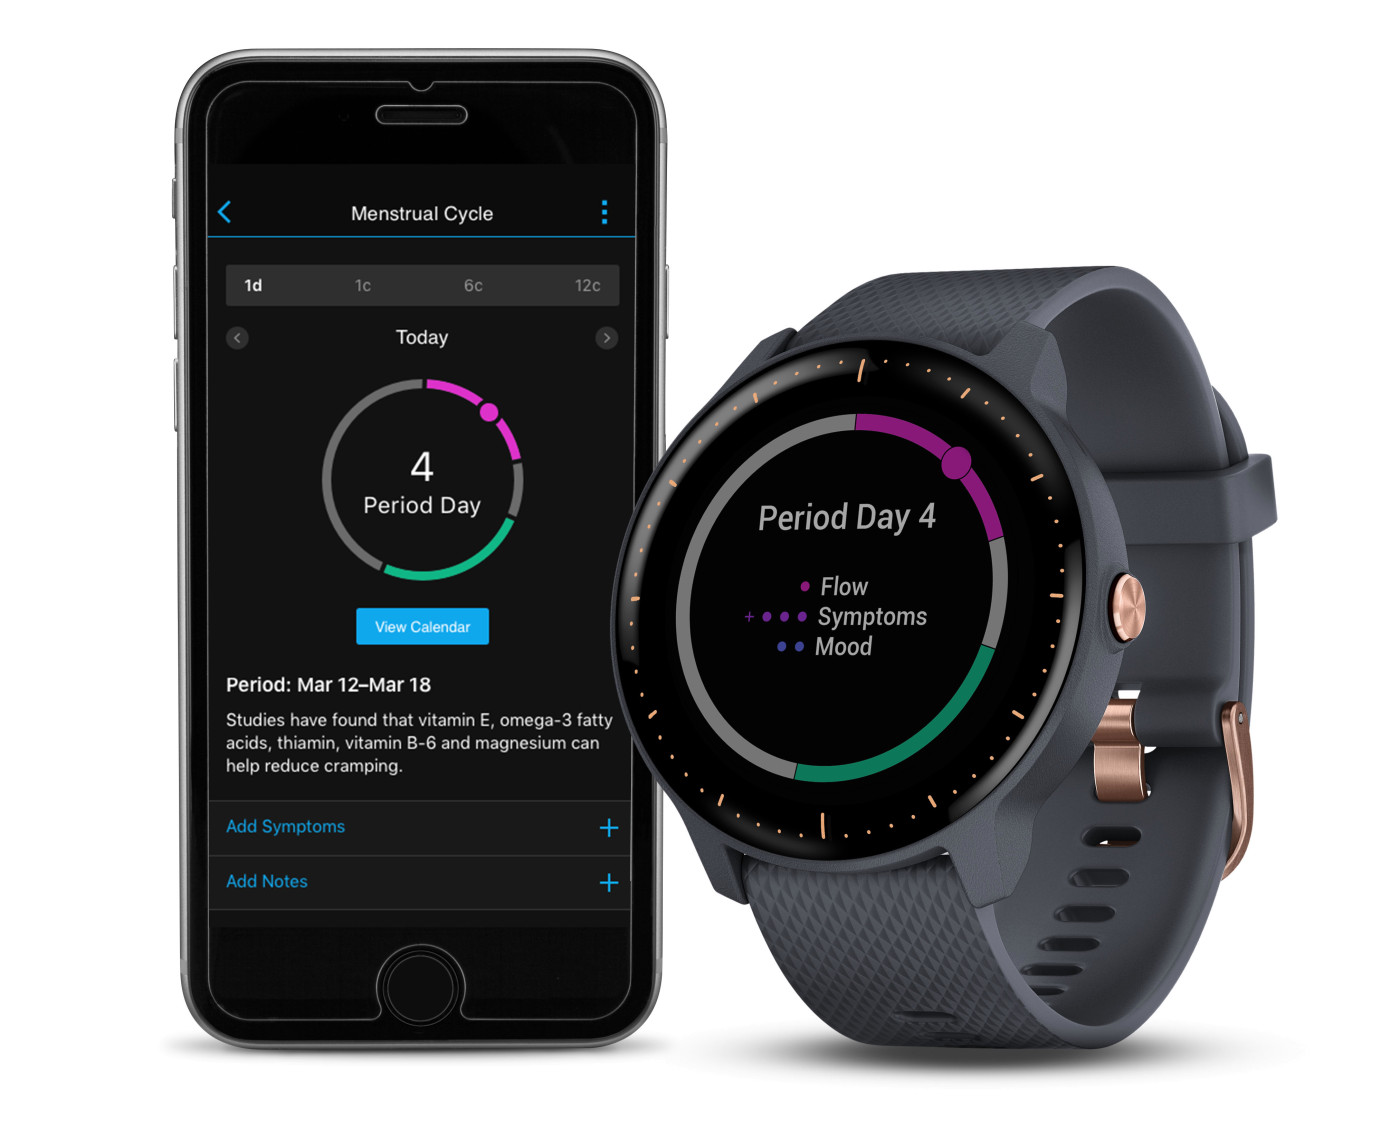 Menstrual Cycle
1d 1c 6c 12c
Today
4
Period Day
View Calendar
Period: Mar 12–Mar 18
Studies have found that vitamin E, omega-3 fatty
acids, thiamin, vitamin B-6 and magnesium can
help reduce cramping.
Add Symptoms +
Add Notes +
Period Day 4
Flow
+ Symptoms
Mood